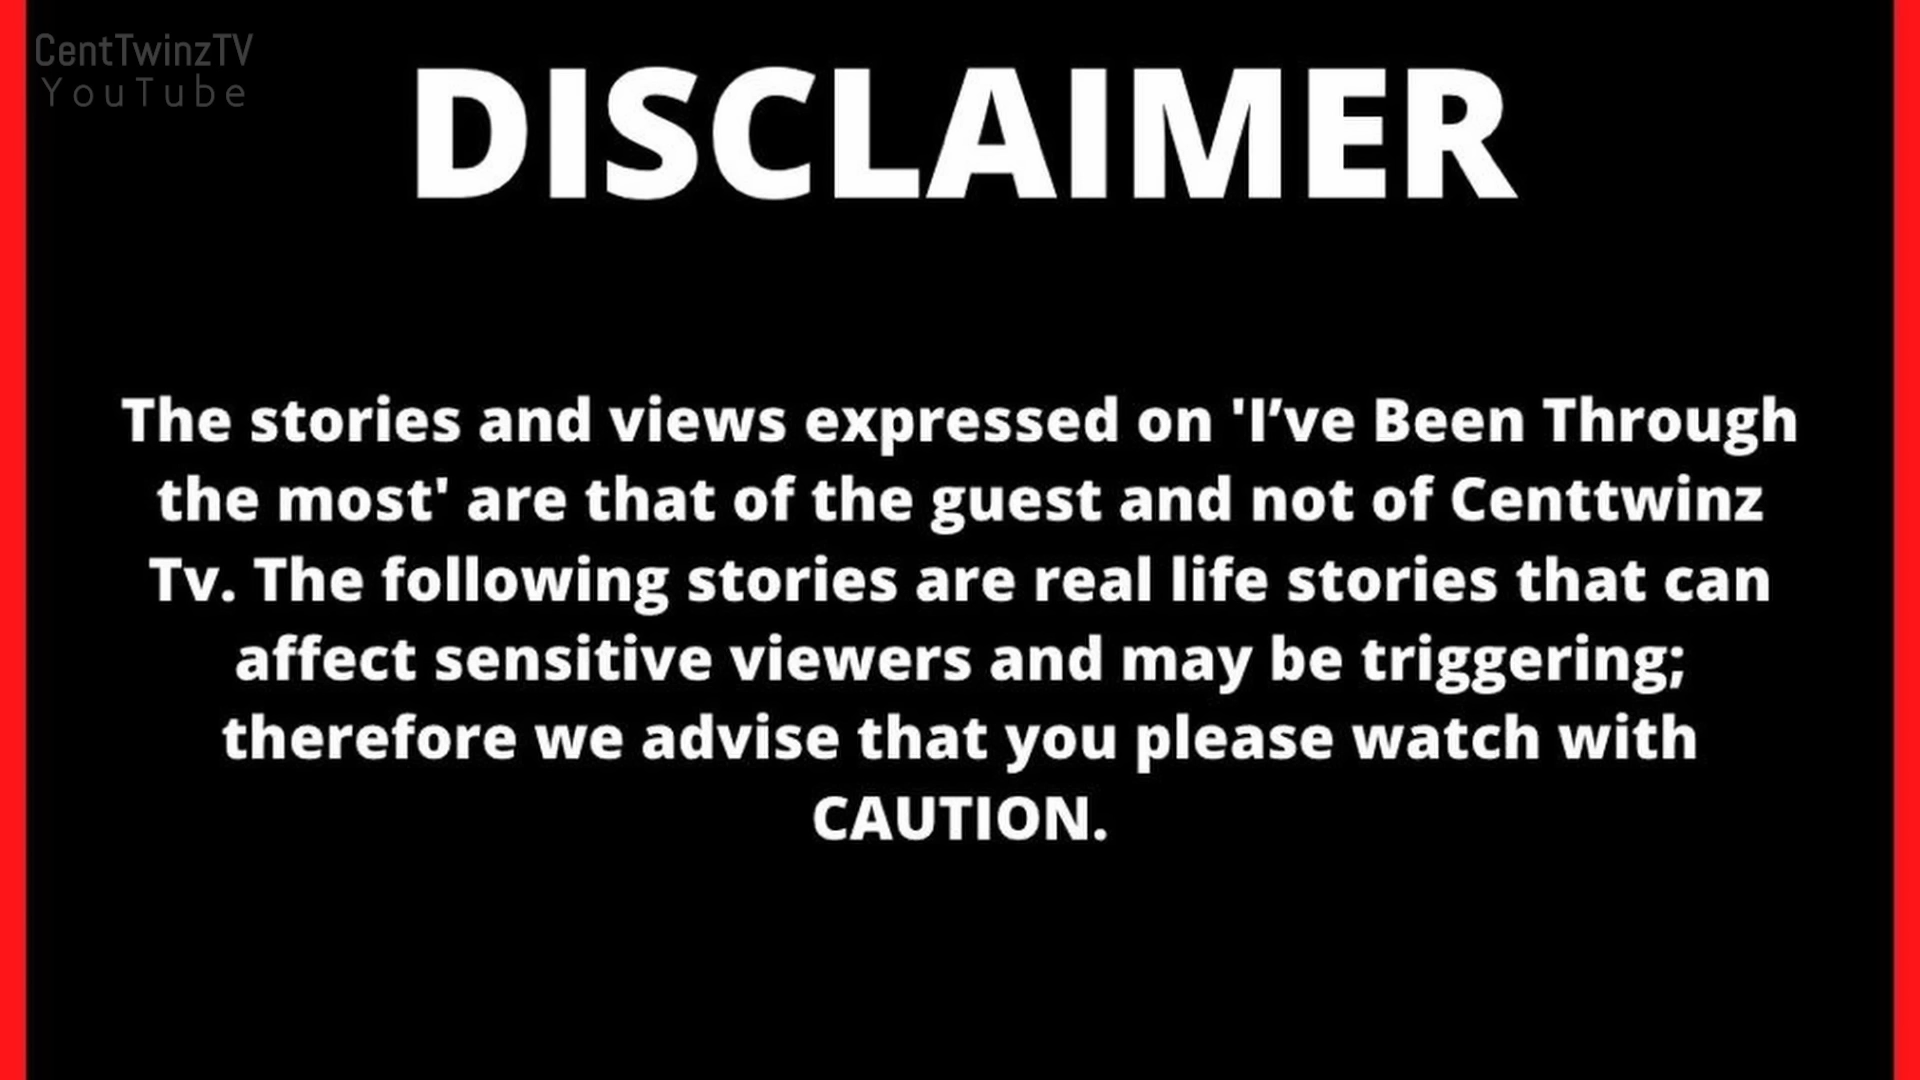 CentTwinzTV
YouTube
DISCLAIMER
The stories and views expressed on 'I’ve Been Through
the most' are that of the guest and not of Centtwinz
Tv. The following stories are real life stories that can
affect sensitive viewers and may be triggering;
therefore we advise that you please watch with
CAUTION.